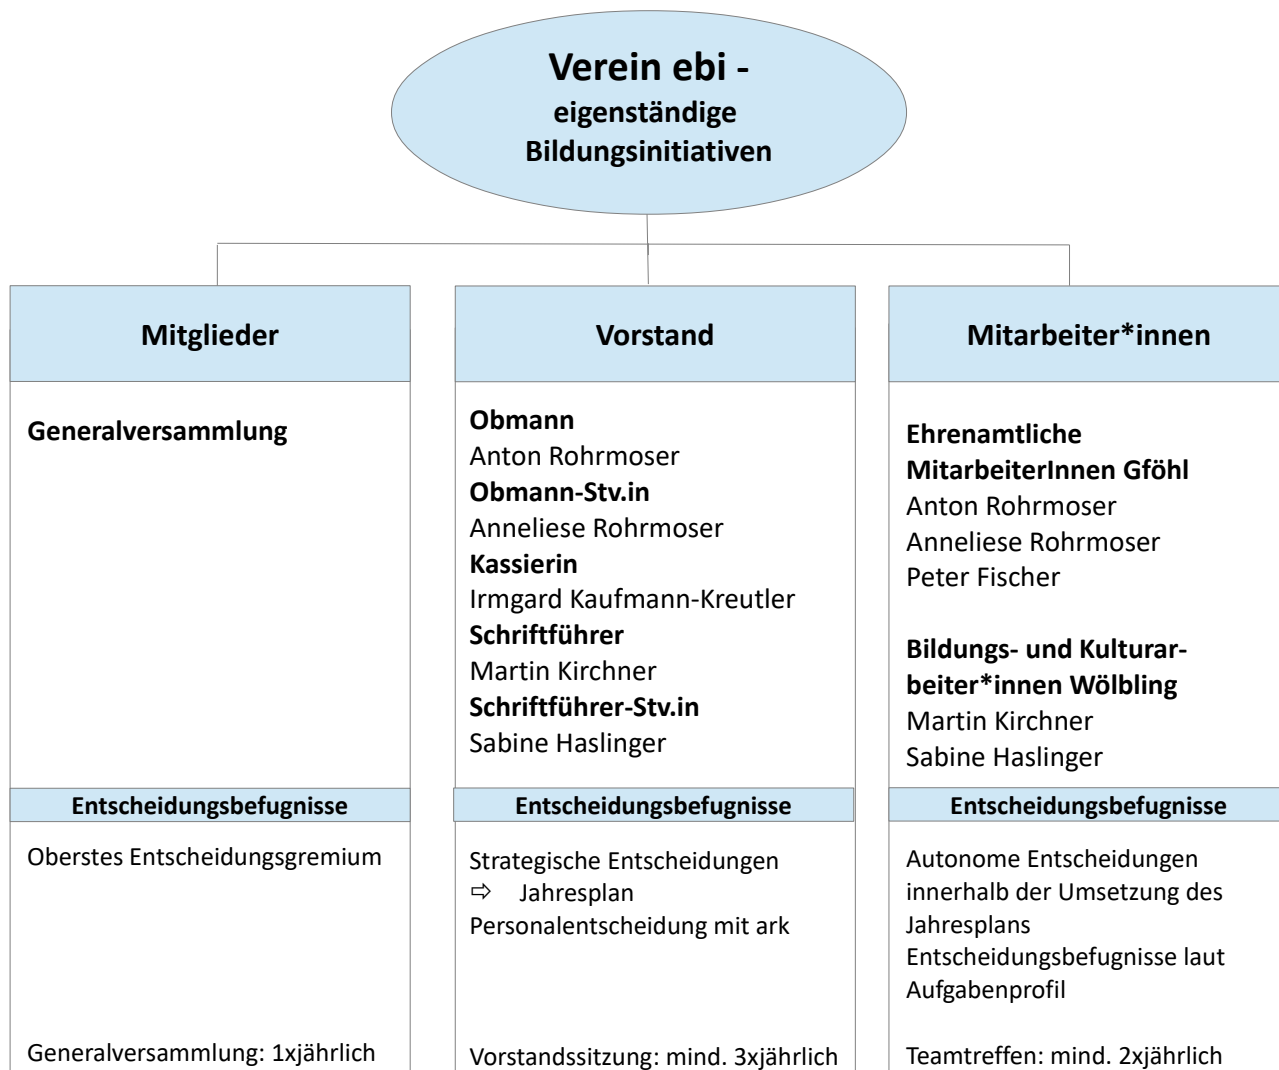 Verein ebi -
eigenständige
Bildungsinitiativen
Mitglieder
Generalversammlung
Entscheidungsbefugnisse
Oberstes Entscheidungsgremium
Generalversammlung: 1xjährlich
Vorstand
Obmann
Anton Rohrmoser
Obmann-Stv.in
Anneliese Rohrmoser
Kassierin
Irmgard Kaufmann-Kreutler
Schriftführer
Martin Kirchner
Schriftführer-Stv.in
Sabine Haslinger
Entscheidungsbefugnisse
Strategische Entscheidungen
⇨ Jahresplan
Personalentscheidung mit ark
Vorstandssitzung: mind. 3xjährlich
Mitarbeiter*innen
Ehrenamtliche
MitarbeiterInnen Gföhl
Anton Rohrmoser
Anneliese Rohrmoser
Peter Fischer
Bildungs- und Kulturar-
beiter*innen Wölbling
Martin Kirchner
Sabine Haslinger
Entscheidungsbefugnisse
Autonome Entscheidungen
innerhalb der Umsetzung des
Jahresplans
Entscheidungsbefugnisse laut
Aufgabenprofil
Teamtreffen: mind. 2xjährlich